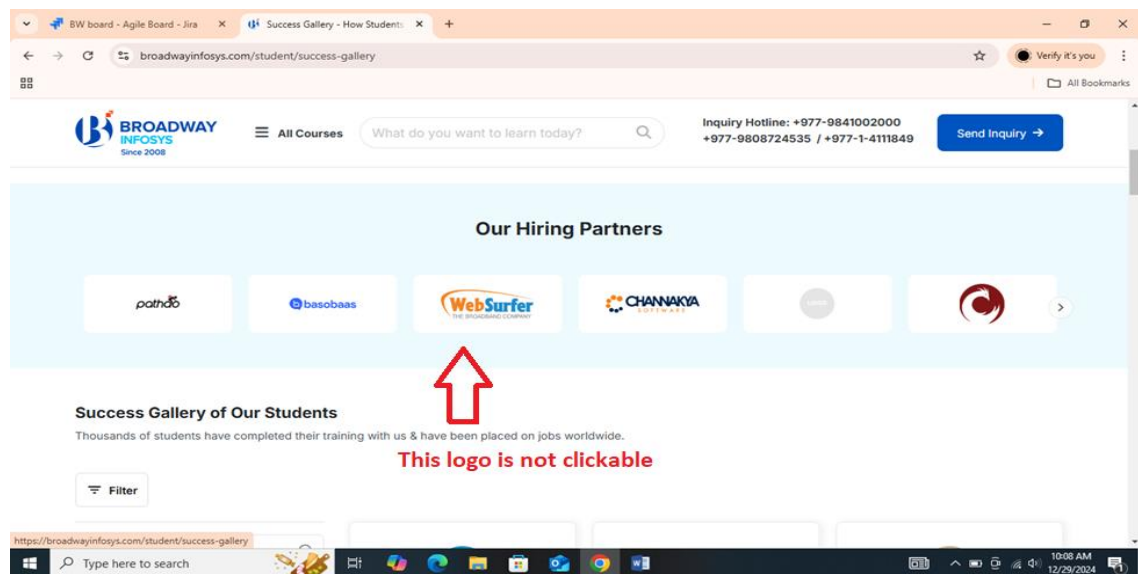 BW board - Agile Board - Jira
Success Gallery - How Students
broadwayinfosys.com/student/success-gallery
Verify it's you
All Bookmarks
BROADWAY
INFOSYS
Since 2008
All Courses
What do you want to learn today?
Inquiry Hotline: +977-9841002000
+977-9808724535 / +977-1-4111849
Send Inquiry →
Our Hiring Partners
pathao
basobaas
WebSurfer
THE BROADBAND COMPANY
CHANNAKYA
SOFTWARE
Success Gallery of Our Students
Thousands of students have completed their training with us & have been placed on jobs worldwide.
This logo is not clickable
Filter
https://broadwayinfosys.com/student/success-gallery
Type here to search
10:08 AM
12/29/2024